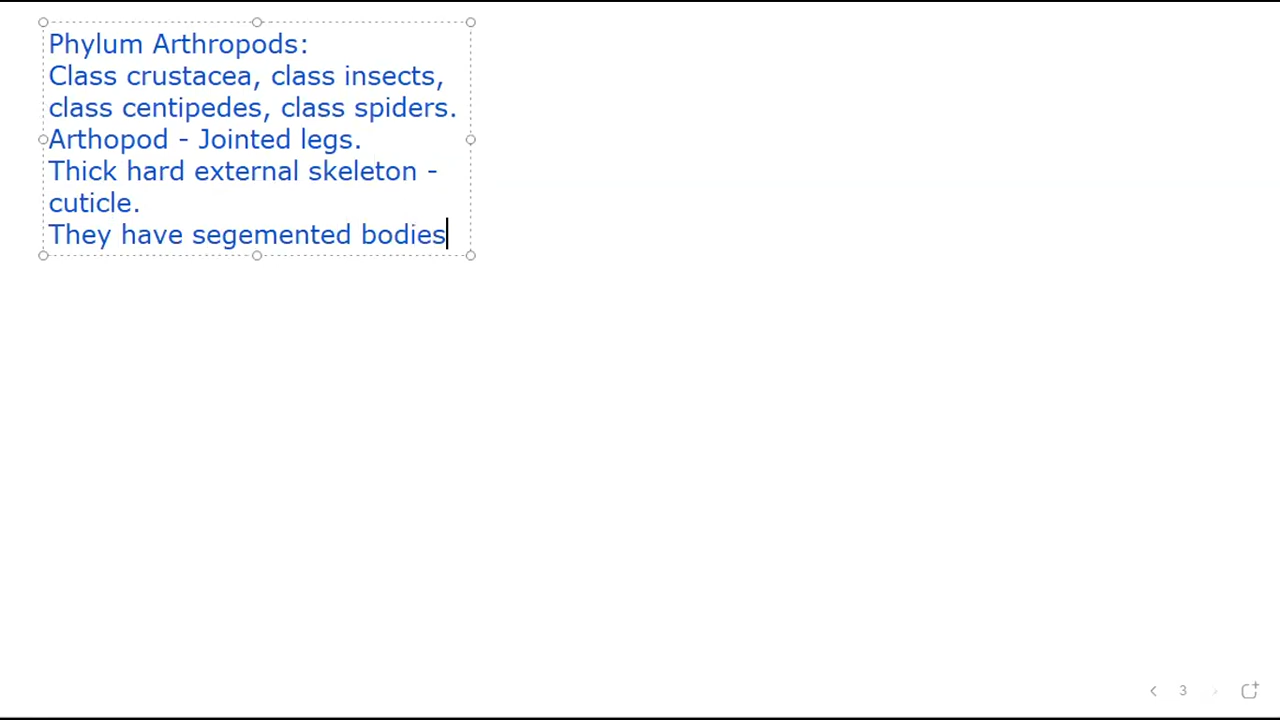 Phylum Arthropods:
Class crustacea, class insects,
class centipedes, class spiders.
Arthopod - Jointed legs.
Thick hard external skeleton -
cuticle.
They have segemented bodies
3